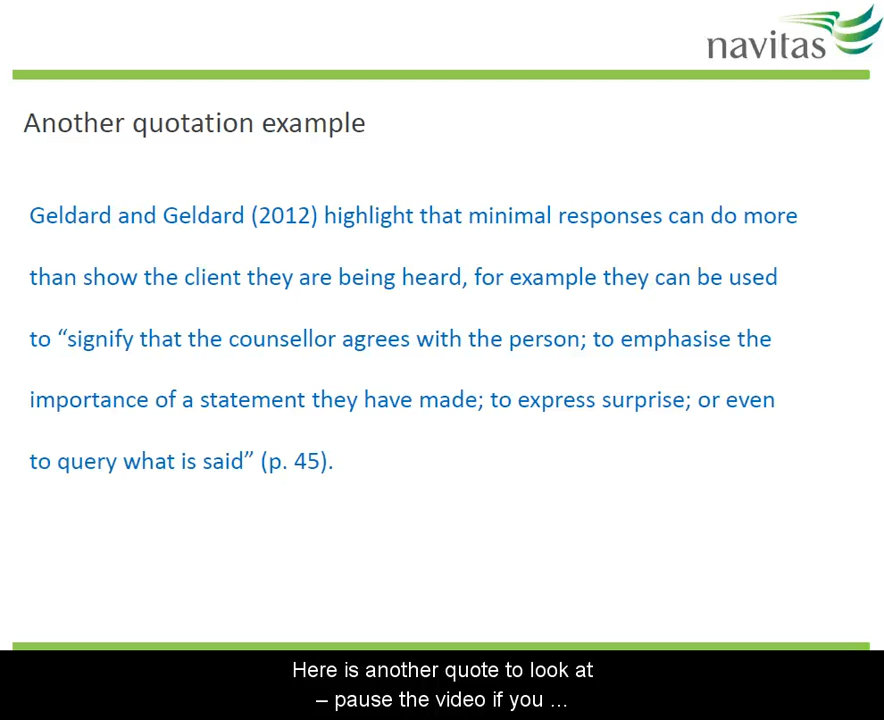 navitas
Another quotation example
Geldard and Geldard (2012) highlight that minimal responses can do more
than show the client they are being heard, for example they can be used
to “signify that the counsellor agrees with the person; to emphasise the
importance of a statement they have made; to express surprise; or even
to query what is said” (p. 45).
Here is another quote to look at
– pause the video if you ...